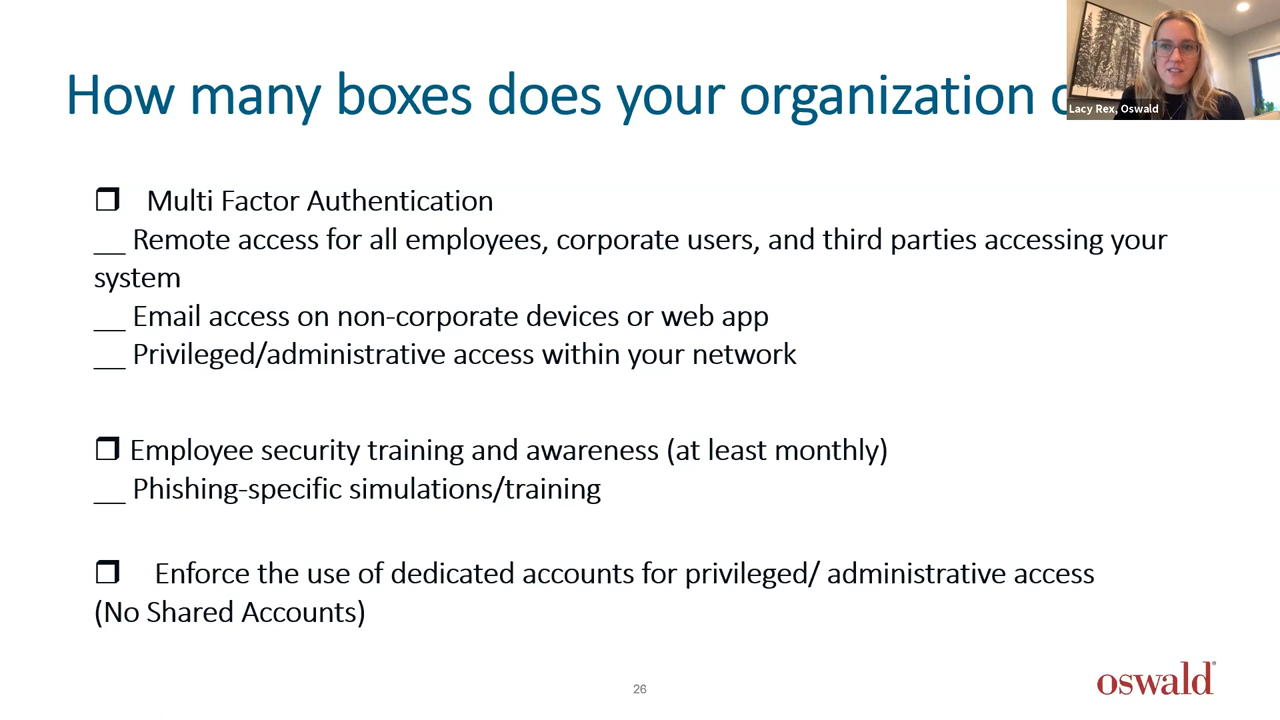 How many boxes does your organization
Lacy Rex, Oswald
❒ Multi Factor Authentication
__ Remote access for all employees, corporate users, and third parties accessing your
system
__ Email access on non-corporate devices or web app
__ Privileged/administrative access within your network
❒ Employee security training and awareness (at least monthly)
__ Phishing-specific simulations/training
❒ Enforce the use of dedicated accounts for privileged/ administrative access
(No Shared Accounts)
26
oswald®